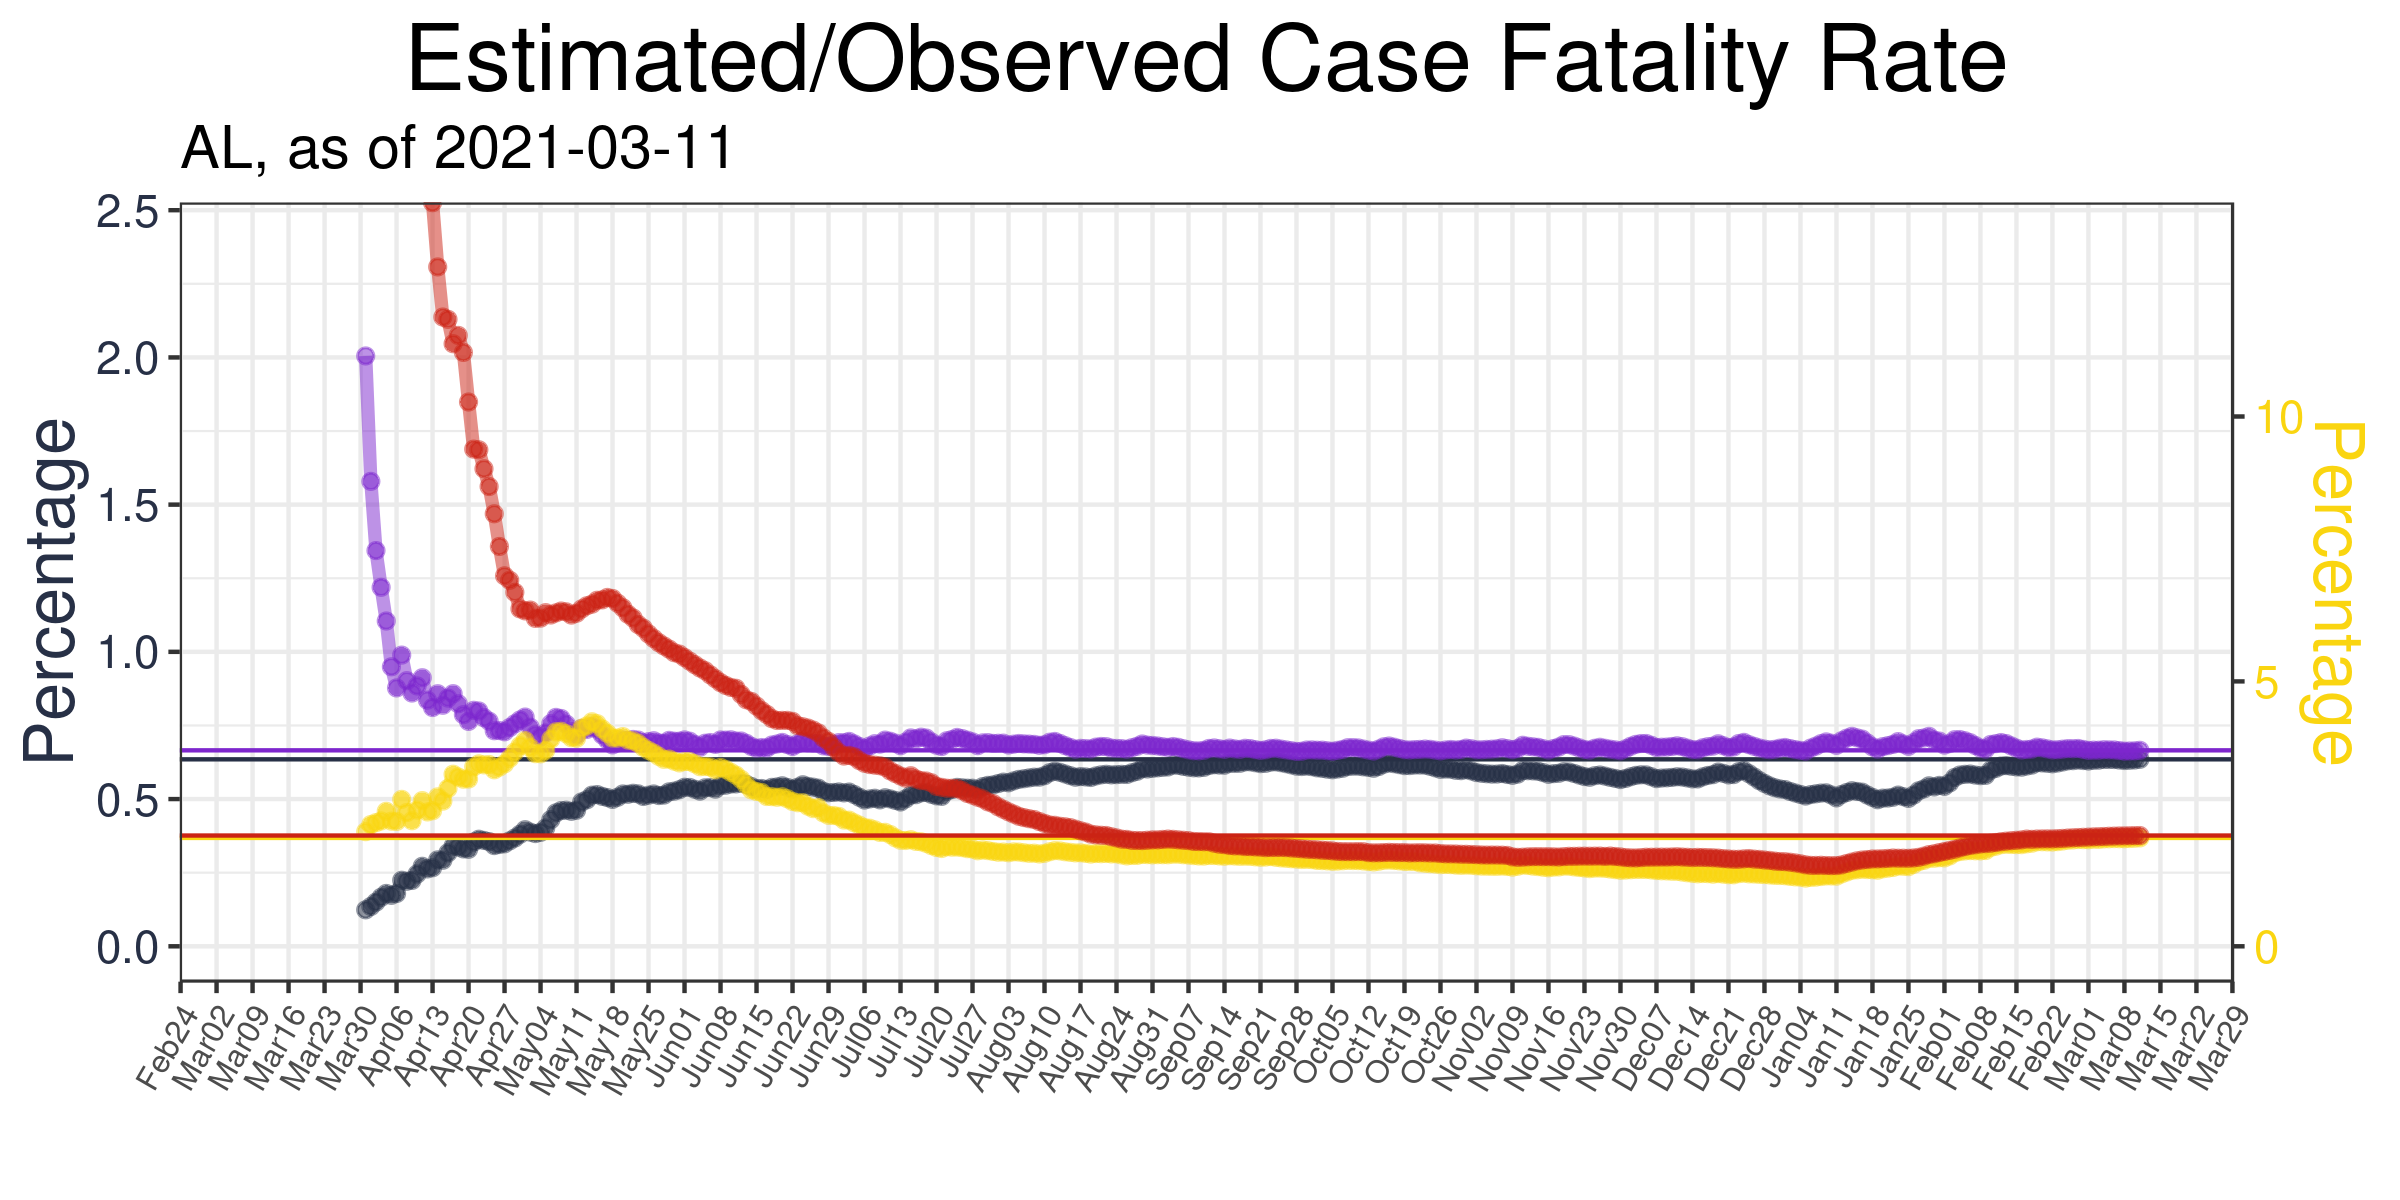 Estimated/Observed Case Fatality Rate
AL, as of 2021-03-11
Percentage
2.5
2.0
1.5
1.0
0.5
0.0
10
5
0
Percentage
Feb24 Mar02 Mar09 Mar16 Mar23 Mar30 Apr06 Apr13 Apr20 Apr27 May04 May11 May18 May25 Jun01 Jun08 Jun15 Jun22 Jun29 Jul06 Jul13 Jul20 Jul27 Aug03 Aug10 Aug17 Aug24 Aug31 Sep07 Sep14 Sep21 Sep28 Oct05 Oct12 Oct19 Oct26 Nov02 Nov09 Nov16 Nov23 Nov30 Dec07 Dec14 Dec21 Dec28 Jan04 Jan11 Jan18 Jan25 Feb01 Feb08 Feb15 Feb22 Mar01 Mar08 Mar15 Mar22 Mar29